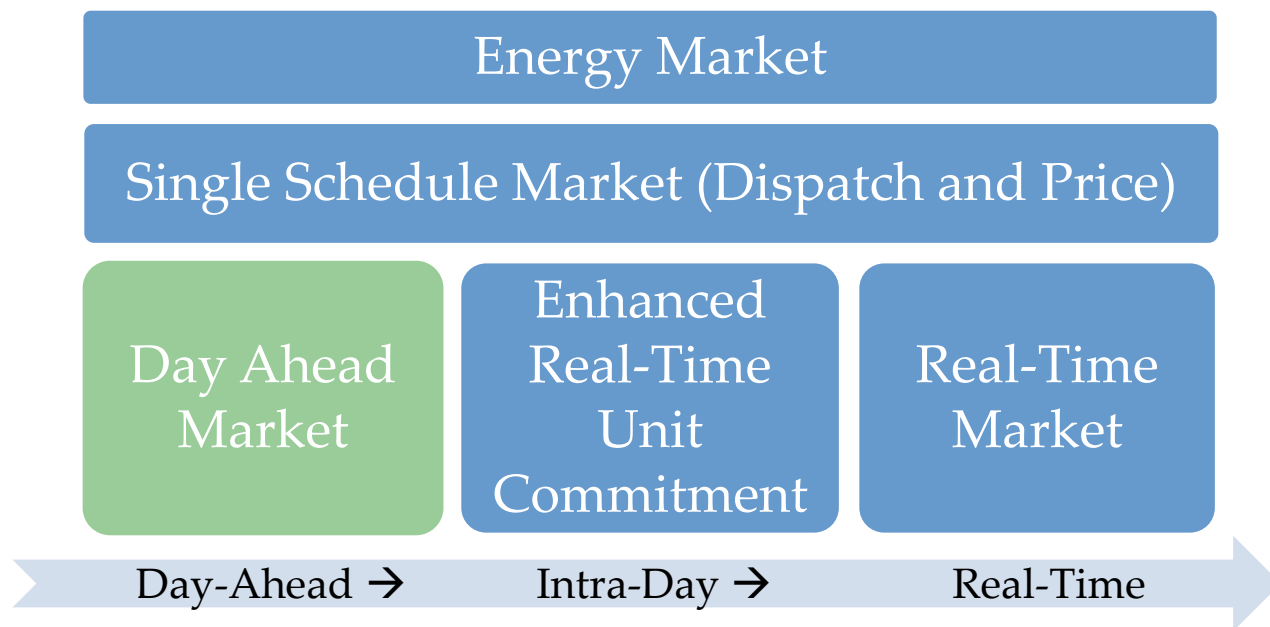 Energy Market
Single Schedule Market (Dispatch and Price)
Day Ahead
Market
Enhanced
Real-Time
Unit
Commitment
Real-Time
Market
Day-Ahead →
Intra-Day →
Real-Time